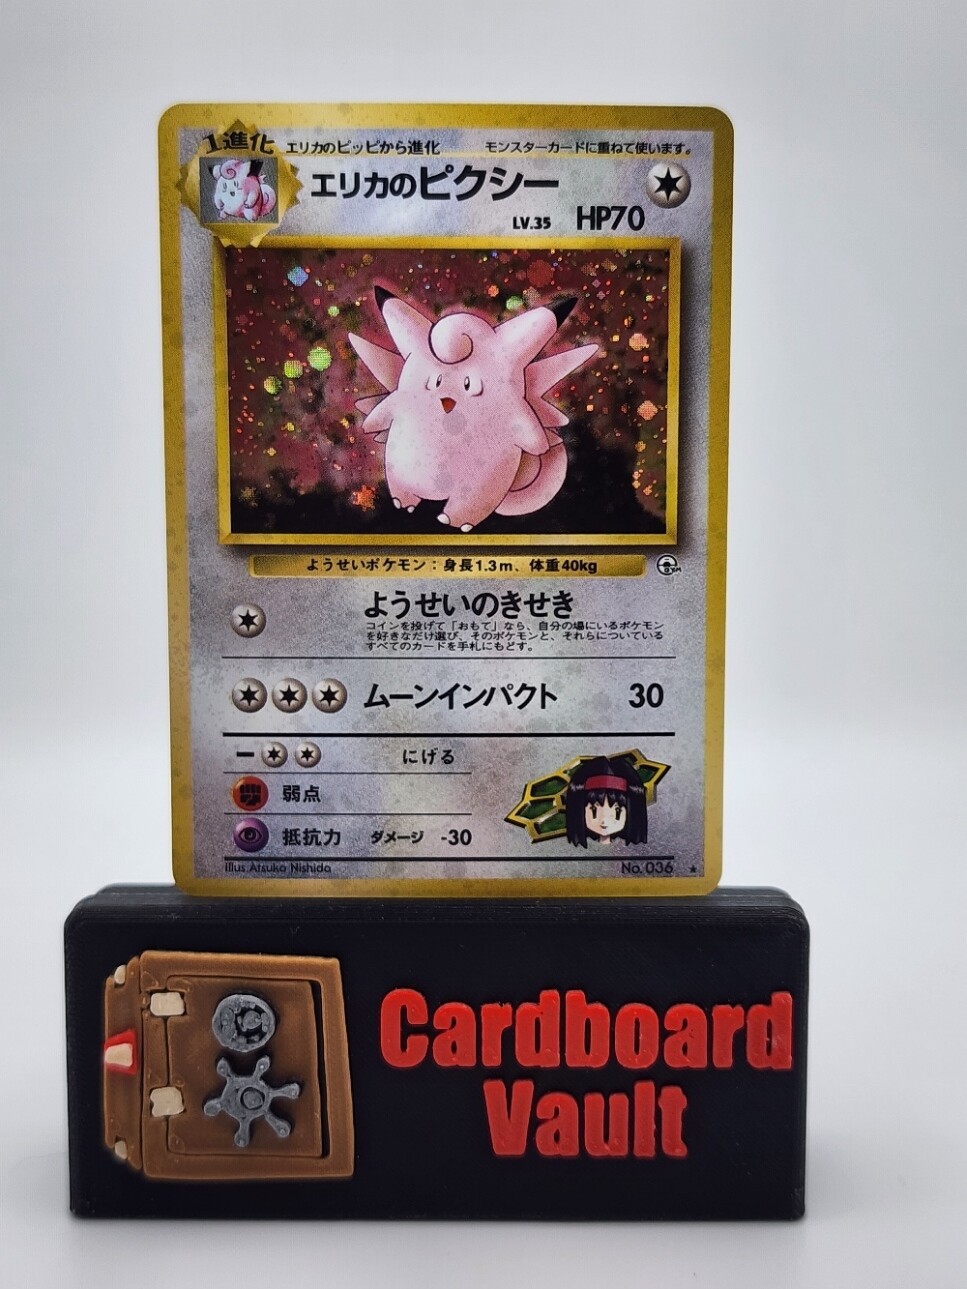 1進化 エリカのピッピから進化 モンスターカードに重ねて使います。
エリカのピクシー
LV.35 HP70
ようせいポケモン：身長1.3m、体重40kg
ようせいのきせき
コインを投げて「おもて」なら、自分の場にいるポケモン
を好きなだけ選び、そのポケモンと、それらについている
すべてのカードを手札にもどす。
ムーンインパクト 30
にげる
弱点
抵抗力 ダメージ -30
illus. Atsuko Nishida No. 036 ★
Cardboard
Vault